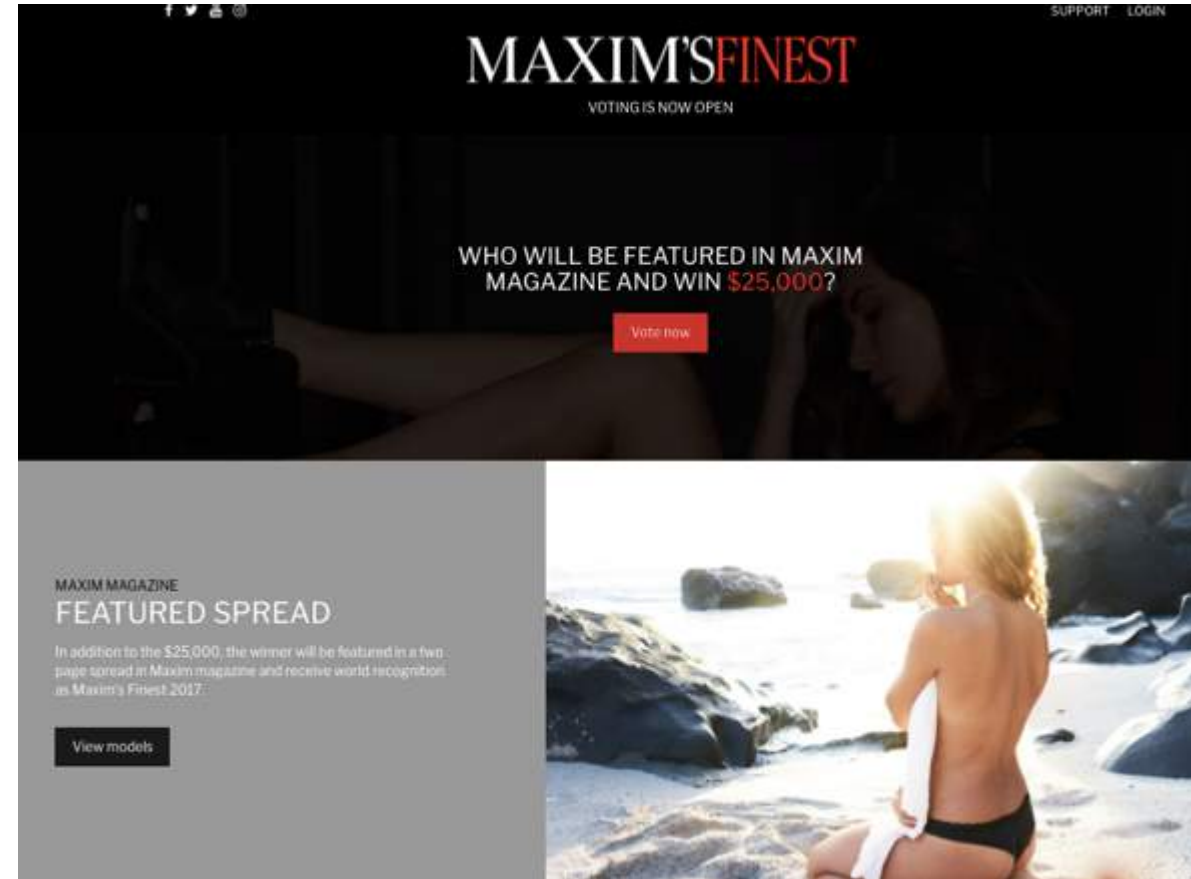 SUPPORT LOGIN
MAXIM'SFINEST
VOTING IS NOW OPEN
WHO WILL BE FEATURED IN MAXIM
MAGAZINE AND WIN $25,000?
Vote now
MAXIM MAGAZINE
FEATURED SPREAD
In addition to the $25,000, the winner will be featured in a two
page spread in Maxim magazine and receive world recognition
as Maxim's Finest 2017.
View models